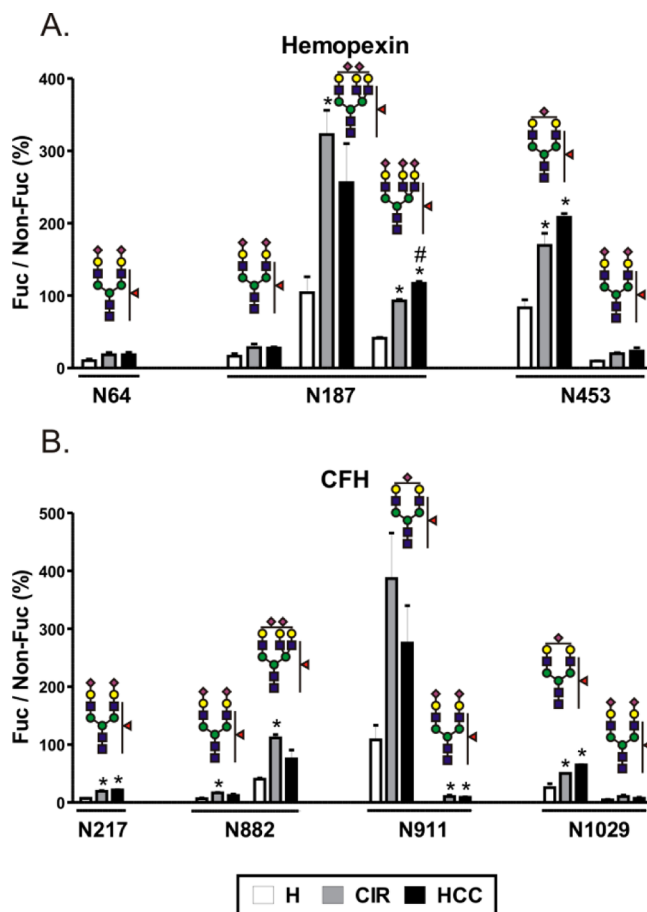 A.
Hemopexin
Fuc / Non-Fuc (%)
400
300
200
100
0
*
*
#
*
*
*
N64
N187
N453
B.
CFH
Fuc / Non-Fuc (%)
500
400
300
200
100
0
* *
*
*
* *
*
*
N217
N882
N911
N1029
H CIR HCC